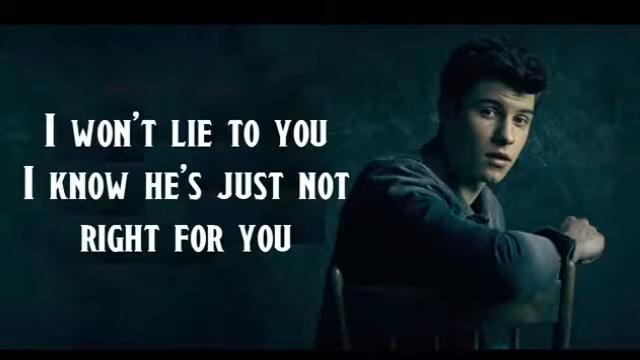 I WON'T LIE TO YOU
I KNOW HE'S JUST NOT
RIGHT FOR YOU